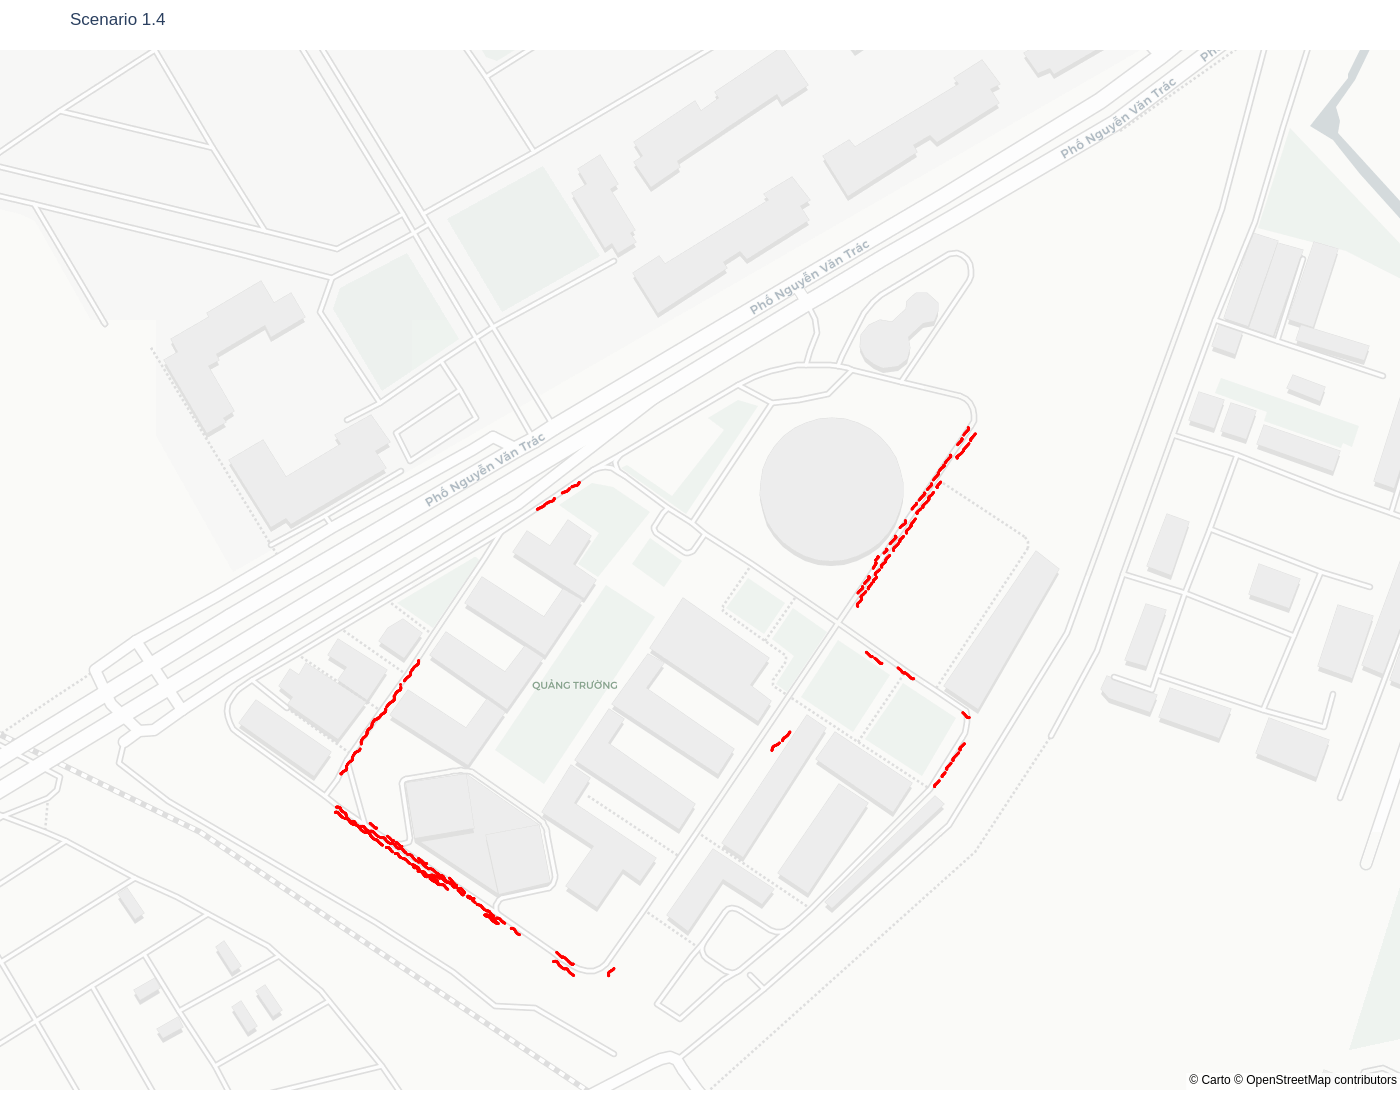 Scenario 1.4
Phố
Phố Nguyễn Văn Trác
Phố Nguyễn Văn Trác
Phố Nguyễn Văn Trác
QUẢNG TRƯỜNG
© Carto © OpenStreetMap contributors